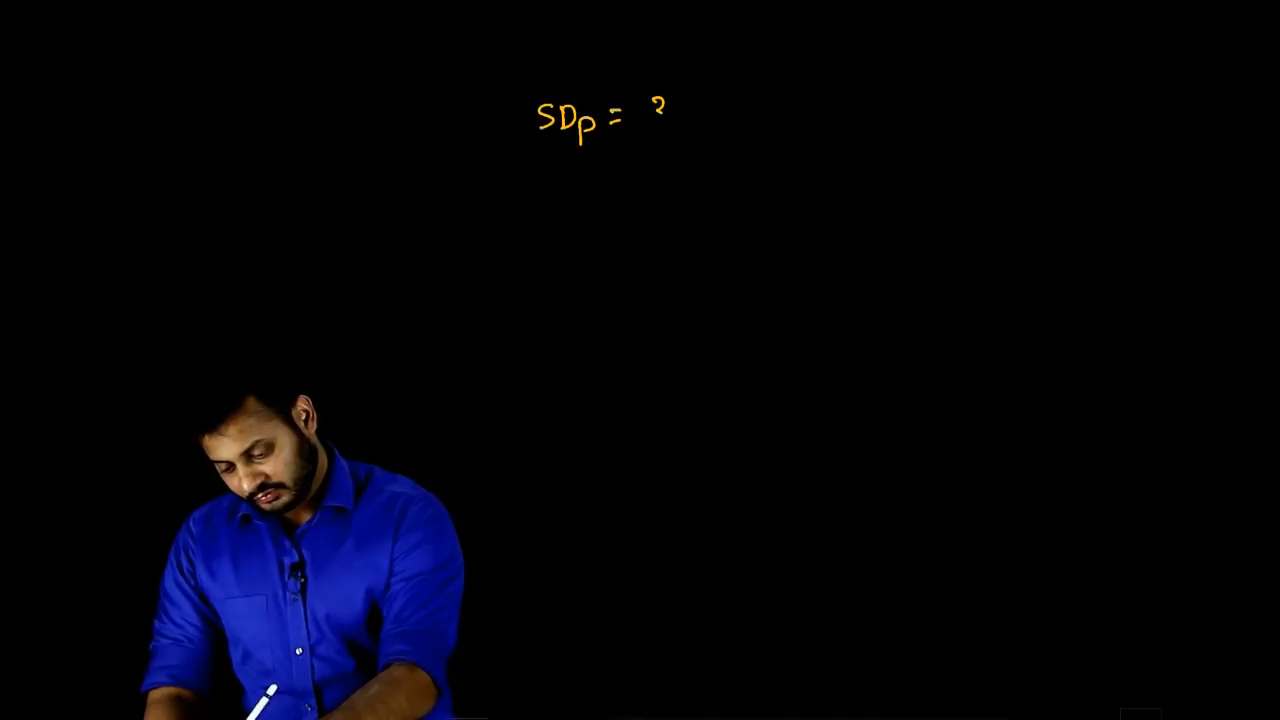 SDp = ?